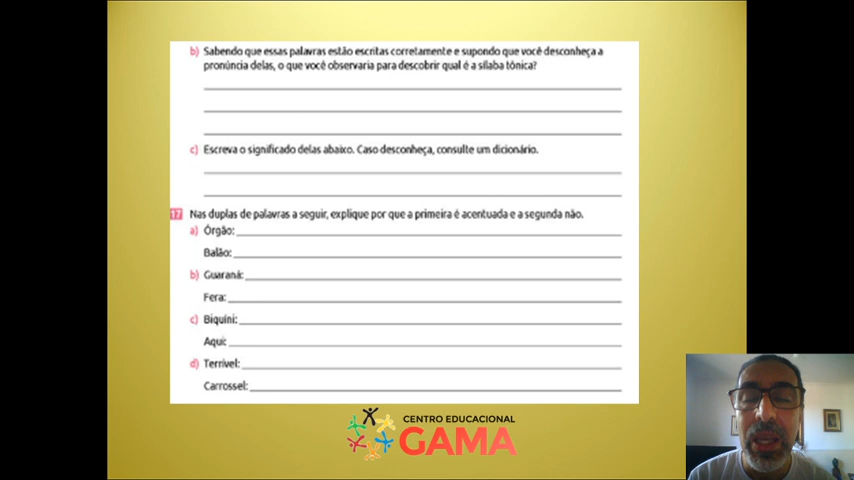 b) Sabendo que essas palavras estão escritas corretamente e supondo que você desconheça a
pronúncia delas, o que você observaria para descobrir qual é a sílaba tônica?
c) Escreva o significado delas abaixo. Caso desconheça, consulte um dicionário.
17 Nas duplas de palavras a seguir, explique por que a primeira é acentuada e a segunda não.
a) Órgão:
Balão:
b) Guaraná:
Fera:
c) Biquíni:
Aqui:
d) Terrível:
Carrossel:
CENTRO EDUCACIONAL
GAMA